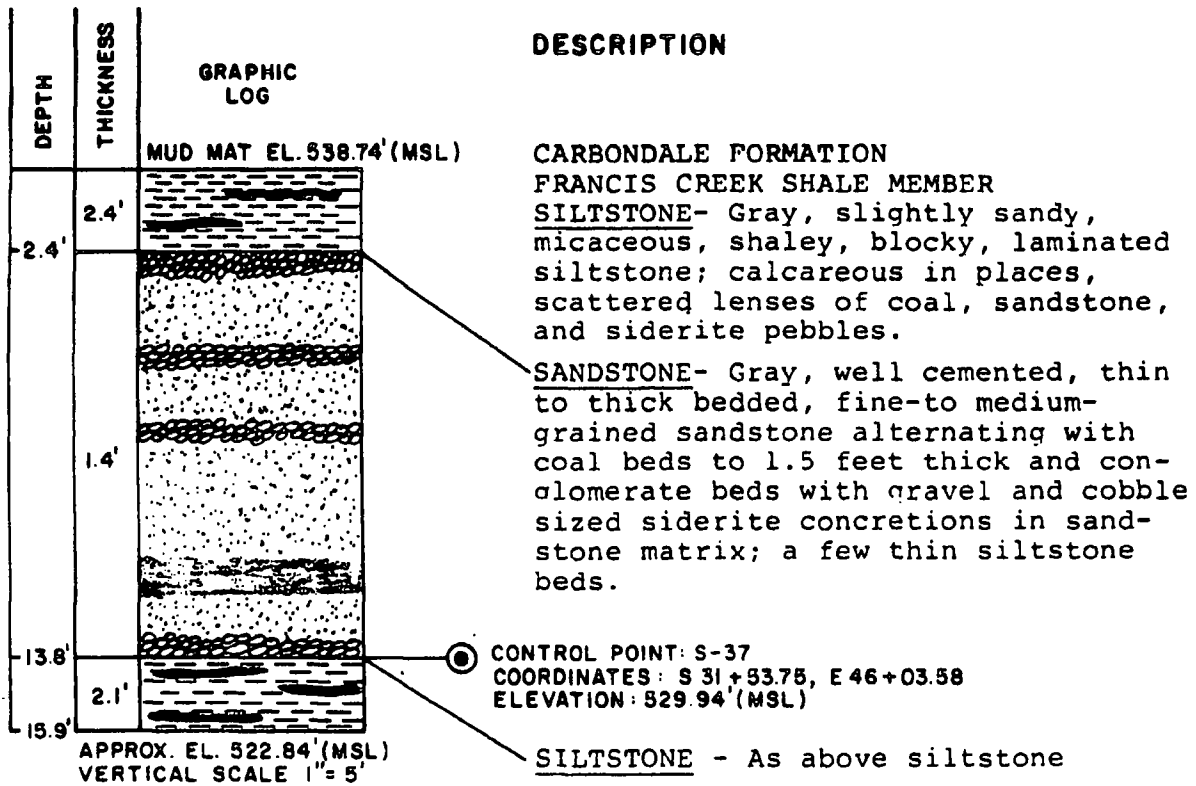 DEPTH
THICKNESS
GRAPHIC
LOG
DESCRIPTION
MUD MAT EL. 538.74'(MSL)
2.4'
2.4'
1.4'
13.8'
2.1'
15.9'
APPROX. EL. 522.84'(MSL)
VERTICAL SCALE 1"= 5'
CARBONDALE FORMATION
FRANCIS CREEK SHALE MEMBER
SILTSTONE- Gray, slightly sandy,
micaceous, shaley, blocky, laminated
siltstone; calcareous in places,
scattered lenses of coal, sandstone,
and siderite pebbles.
SANDSTONE- Gray, well cemented, thin
to thick bedded, fine-to medium-
grained sandstone alternating with
coal beds to 1.5 feet thick and con-
glomerate beds with gravel and cobble
sized siderite concretions in sand-
stone matrix; a few thin siltstone
beds.
CONTROL POINT: S-37
COORDINATES: S 31+53.75, E 46+03.58
ELEVATION: 529.94'(MSL)
SILTSTONE - As above siltstone